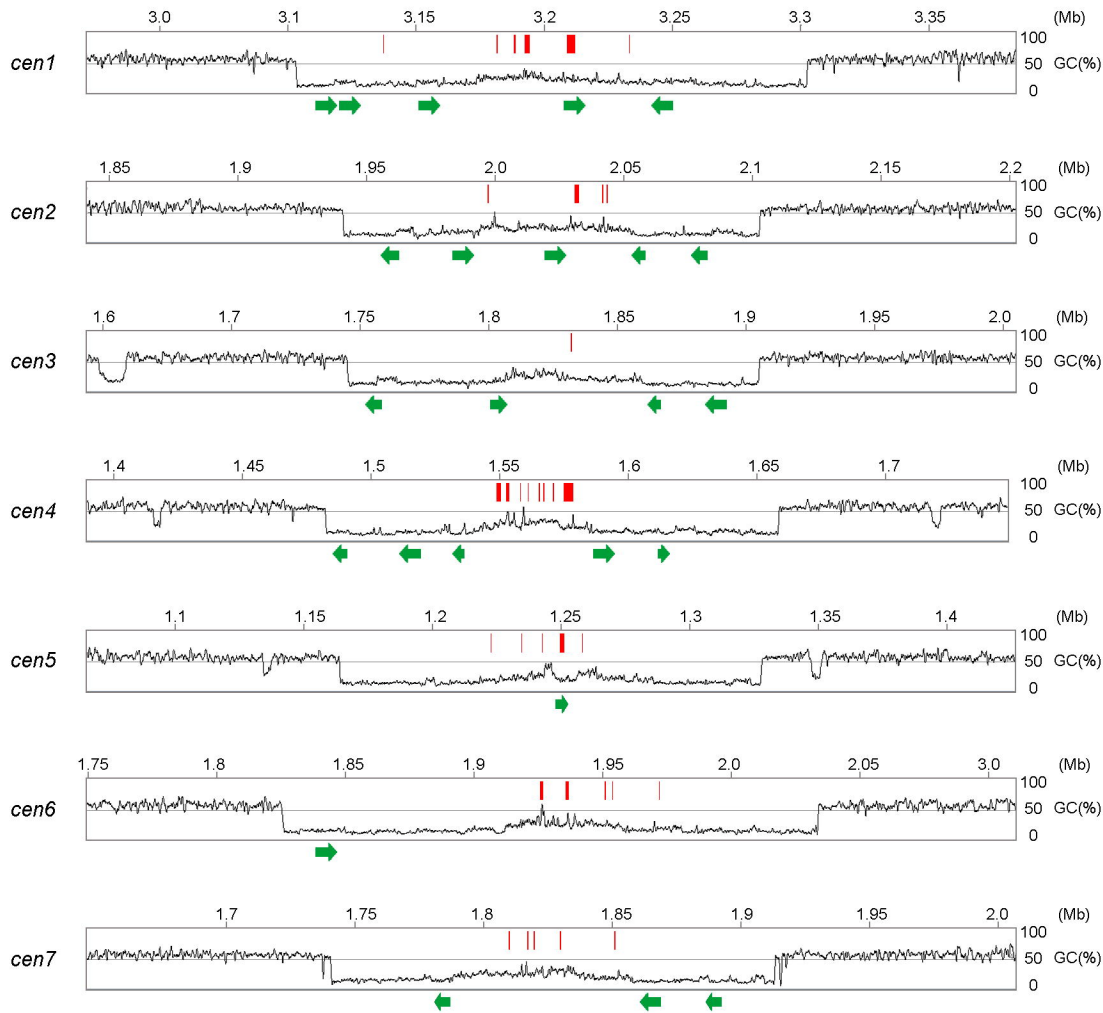 3.0 3.1 3.15 3.2 3.25 3.3 3.35 (Mb)
100
cen1 50 GC(%)
0
1.85 1.9 1.95 2.0 2.05 2.1 2.15 2.2 (Mb)
100
cen2 50 GC(%)
0
1.6 1.7 1.75 1.8 1.85 1.9 1.95 2.0 (Mb)
100
cen3 50 GC(%)
0
1.4 1.45 1.5 1.55 1.6 1.65 1.7 (Mb)
100
cen4 50 GC(%)
0
1.1 1.15 1.2 1.25 1.3 1.35 1.4 (Mb)
100
cen5 50 GC(%)
0
1.75 1.8 1.85 1.9 1.95 2.0 2.05 3.0 (Mb)
100
cen6 50 GC(%)
0
1.7 1.75 1.8 1.85 1.9 1.95 2.0 (Mb)
100
cen7 50 GC(%)
0